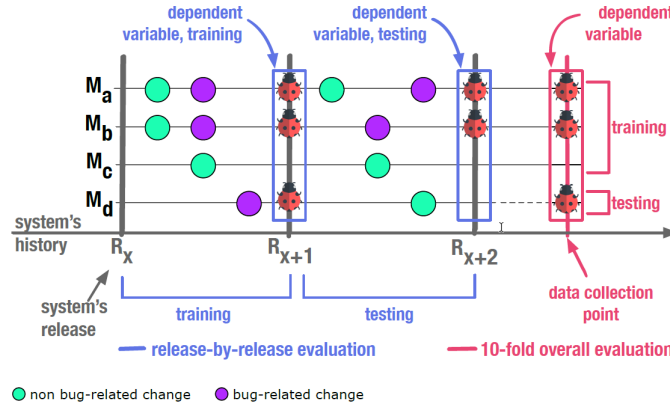 dependent
variable, training
dependent
variable, testing
dependent
variable
Ma
Mb
Mc
Md
training
testing
system's
history
Rx
Rx+1
Rx+2
system's
release
training
testing
data collection
point
release-by-release evaluation
10-fold overall evaluation
non bug-related change
bug-related change